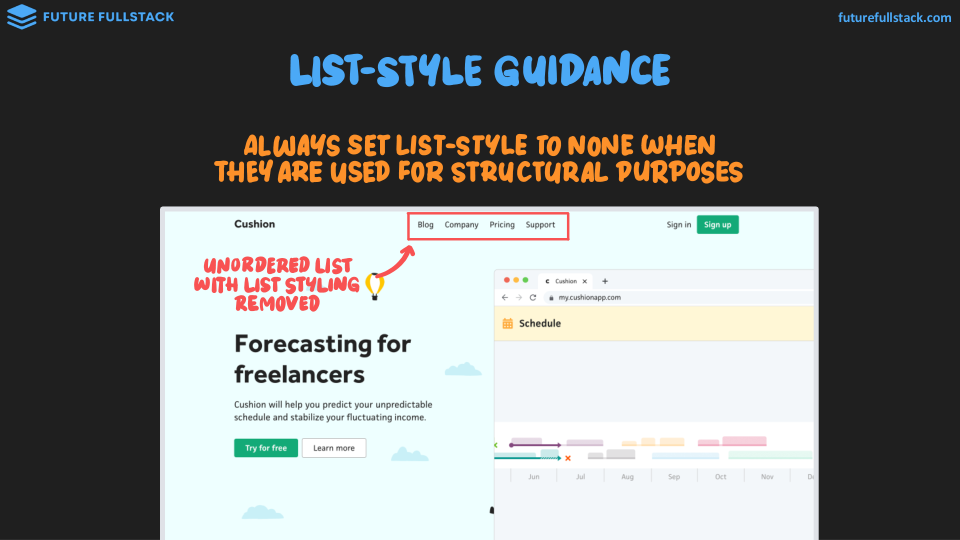 FUTURE FULLSTACK
futurefullstack.com
LIST-STYLE GUIDANCE
ALWAYS SET LIST-STYLE TO NONE WHEN
THEY ARE USED FOR STRUCTURAL PURPOSES
Cushion
Blog Company Pricing Support
Sign in Sign up
UNORDERED LIST
WITH LIST STYLING
REMOVED
Forecasting for
freelancers
Cushion will help you predict your unpredictable
schedule and stabilize your fluctuating income.
Try for free Learn more
C Cushion
my.cushionapp.com
Schedule
Jun Jul Aug Sep Oct Nov